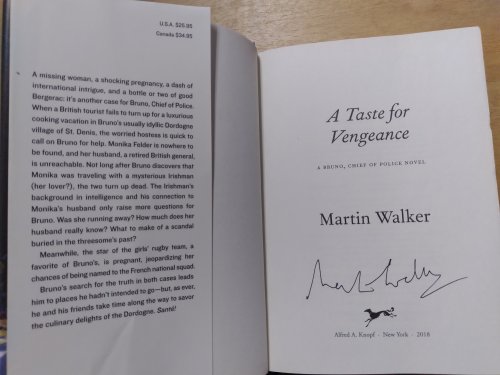 U.S.A. $25.95
Canada $34.95
A missing woman, a shocking pregnancy, a dash of
international intrigue, and a bottle or two of good
Bergerac: it's another case for Bruno, Chief of Police
When a British tourist fails to turn up for a luxurious
cooking vacation in Bruno's usually idyllic Dordogne
village of St. Denis, the worried hostess is quick to
call on Bruno for help. Monika Felder is nowhere to
be found, and her husband, a retired British general,
is unreachable. Not long after Bruno discovers that
Monika was traveling with a mysterious Irishman
(her lover?), the two turn up dead. The Irishman's
background in intelligence and his connection to
Monika's husband only raise more questions for
Bruno. Was she running away? How much does her
husband really know? What to make of a scandal
buried in the threesome's past?
Meanwhile, the star of the girls' rugby team, a
favorite of Bruno's, is pregnant, jeopardizing her
chances of being named to the French national squad.
Bruno's search for the truth in both cases leads
him to places he hadn't intended to go—but, as ever,
he and his friends take time along the way to savor
the culinary delights of the Dordogne. Santé!
A Taste for
Vengeance
A BRUNO, CHIEF OF POLICE NOVEL
Martin Walker
Martin Walker
Alfred A. Knopf · New York · 2018